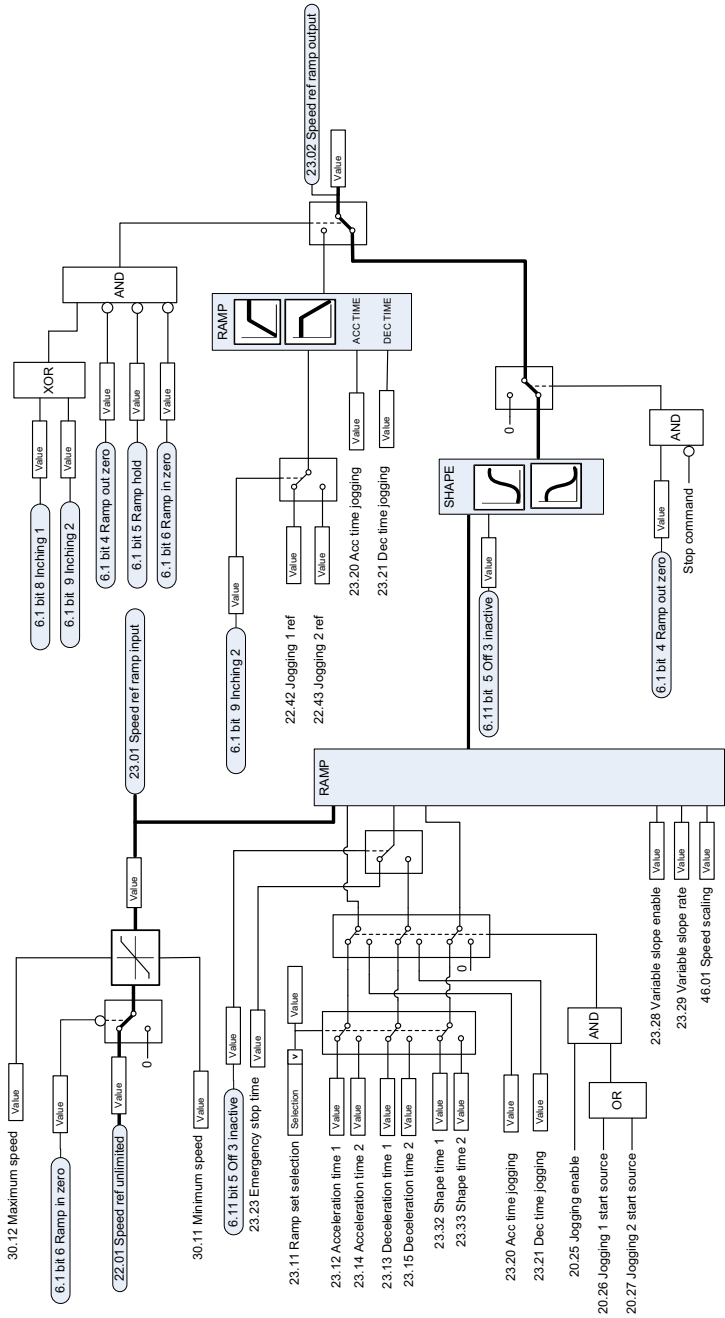 30.12 Maximum speed
Value
6.1 bit 6 Ramp in zero
Value
22.01 Speed ref unlimited
Value
0
30.11 Minimum speed
Value
Value
23.01 Speed ref ramp input
6.11 bit 5 Off 3 inactive
Value
23.23 Emergency stop time
Value
23.11 Ramp set selection
Selection
v
Value
23.12 Acceleration time 1
Value
23.14 Acceleration time 2
Value
23.13 Deceleration time 1
Value
23.15 Deceleration time 2
Value
23.32 Shape time 1
Value
23.33 Shape time 2
Value
0
23.20 Acc time jogging
Value
23.21 Dec time jogging
Value
20.25 Jogging enable
AND
20.26 Jogging 1 start source
20.27 Jogging 2 start source
OR
RAMP
23.28 Variable slope enable
Value
23.29 Variable slope rate
Value
46.01 Speed scaling
Value
6.1 bit 8 Inching 1
Value
6.1 bit 9 Inching 2
Value
XOR
6.1 bit 4 Ramp out zero
Value
6.1 bit 5 Ramp hold
Value
6.1 bit 6 Ramp in zero
Value
AND
6.1 bit 9 Inching 2
Value
22.42 Jogging 1 ref
Value
22.43 Jogging 2 ref
Value
RAMP
ACC TIME
DEC TIME
23.20 Acc time jogging
Value
23.21 Dec time jogging
Value
23.02 Speed ref ramp output
Value
SHAPE
6.11 bit 5 Off 3 inactive
Value
0
6.1 bit 4 Ramp out zero
Value
AND
Stop command